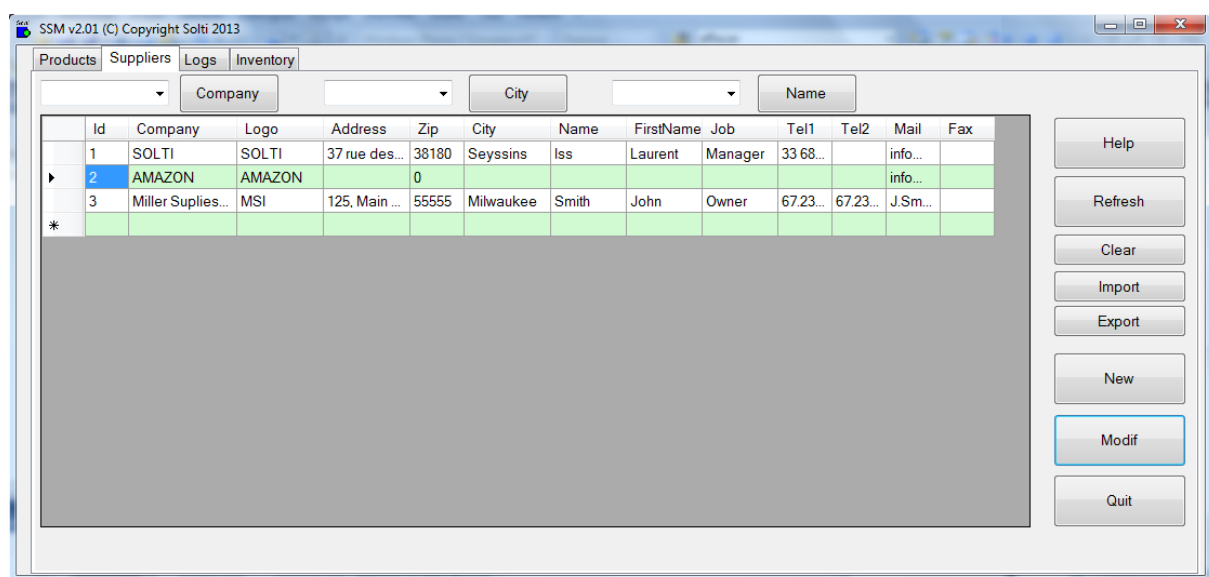 SSM v2.01 (C) Copyright Solti 2013
Products Suppliers Logs Inventory
Company City Name
Id Company Logo Address Zip City Name FirstName Job Tel1 Tel2 Mail Fax
1 SOLTI SOLTI 37 rue des... 38180 Seyssins Iss Laurent Manager 33 68... info...
2 AMAZON AMAZON 0 info...
3 Miller Suplies... MSI 125, Main ... 55555 Milwaukee Smith John Owner 67.23... 67.23... J.Sm...
Help
Refresh
Clear
Import
Export
New
Modif
Quit